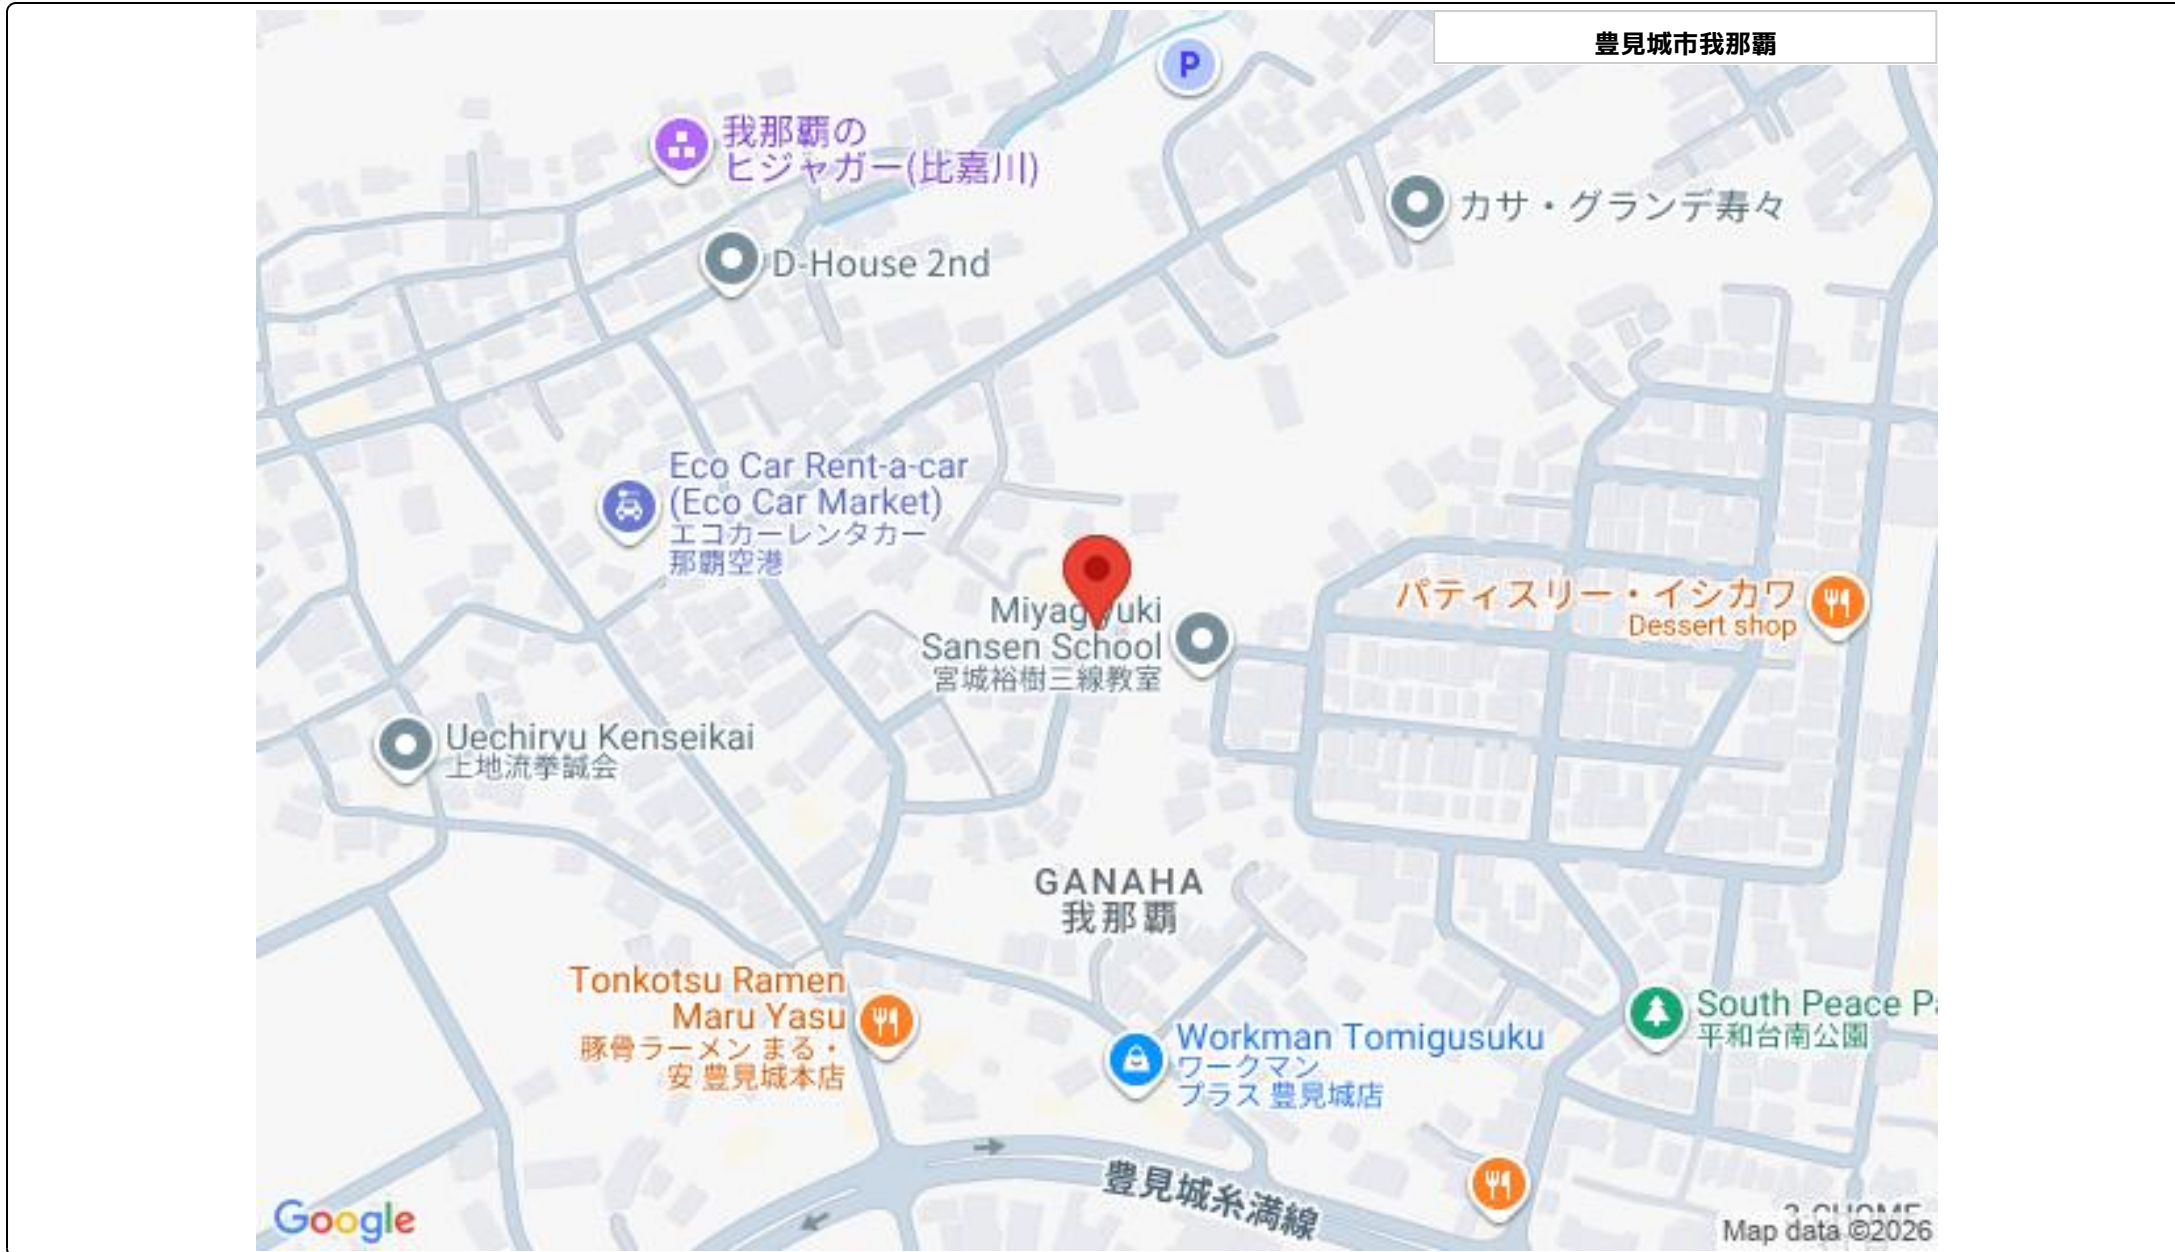 豊見城市我那覇
P
我那覇の
ヒジャガー(比嘉川)
カサ・グランデ寿々
D-House 2nd
Eco Car Rent-a-car
(Eco Car Market)
エコカーレンタカー
那覇空港
パティスリー・イシカワ
Dessert shop
Miyagiyuki
Sansen School
宮城裕樹三線教室
Uechiryu Kenseikai
上地流拳誠会
GANAHA
我那覇
Tonkotsu Ramen
Maru Yasu
豚骨ラーメン まる・
安 豊見城本店
South Peace Pa
平和台南公園
Workman Tomigusuku
ワークマン
プラス 豊見城店
豊見城糸満線
Google
Map data ©2026